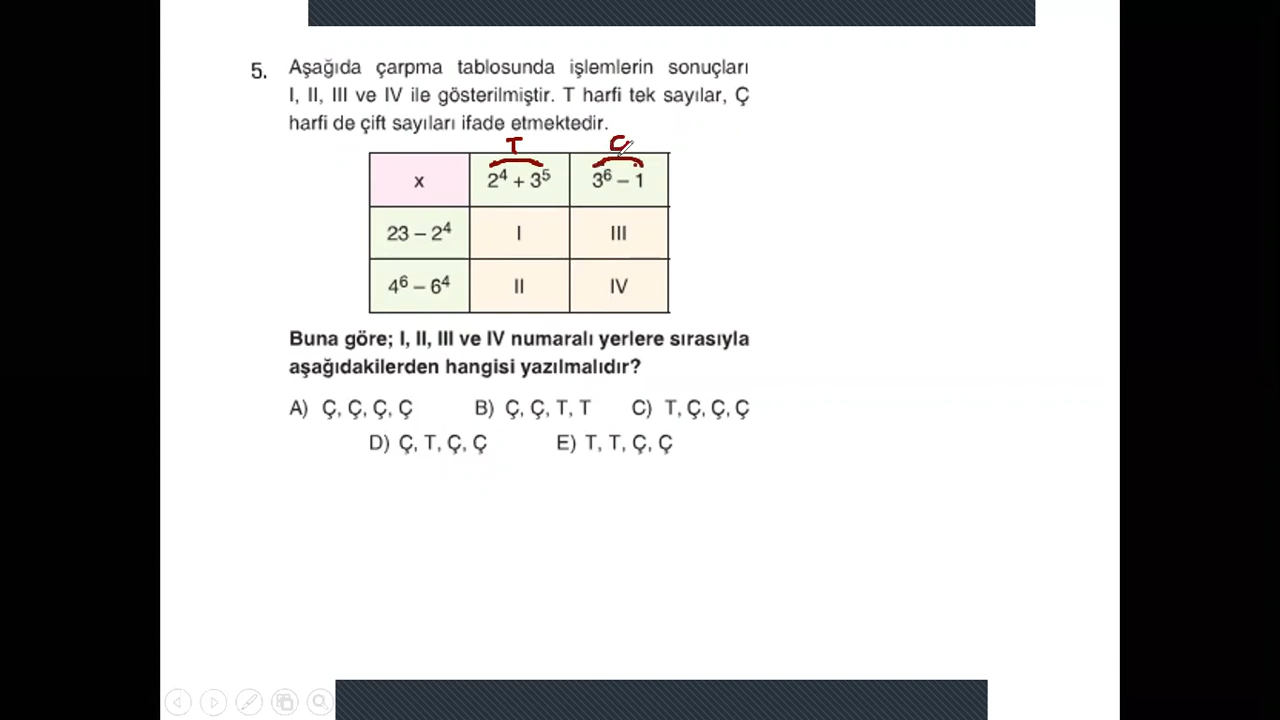 5. Aşağıda çarpma tablosunda işlemlerin sonuçları
I, II, III ve IV ile gösterilmiştir. T harfi tek sayılar, Ç
harfi de çift sayıları ifade etmektedir.
T Ç
x 2⁴ + 3⁵ 3⁶ – 1
23 – 2⁴ I III
4⁶ – 6⁴ II IV
Buna göre; I, II, III ve IV numaralı yerlere sırasıyla
aşağıdakilerden hangisi yazılmalıdır?
A) Ç, Ç, Ç, Ç B) Ç, Ç, T, T C) T, Ç, Ç, Ç
D) Ç, T, Ç, Ç E) T, T, Ç, Ç